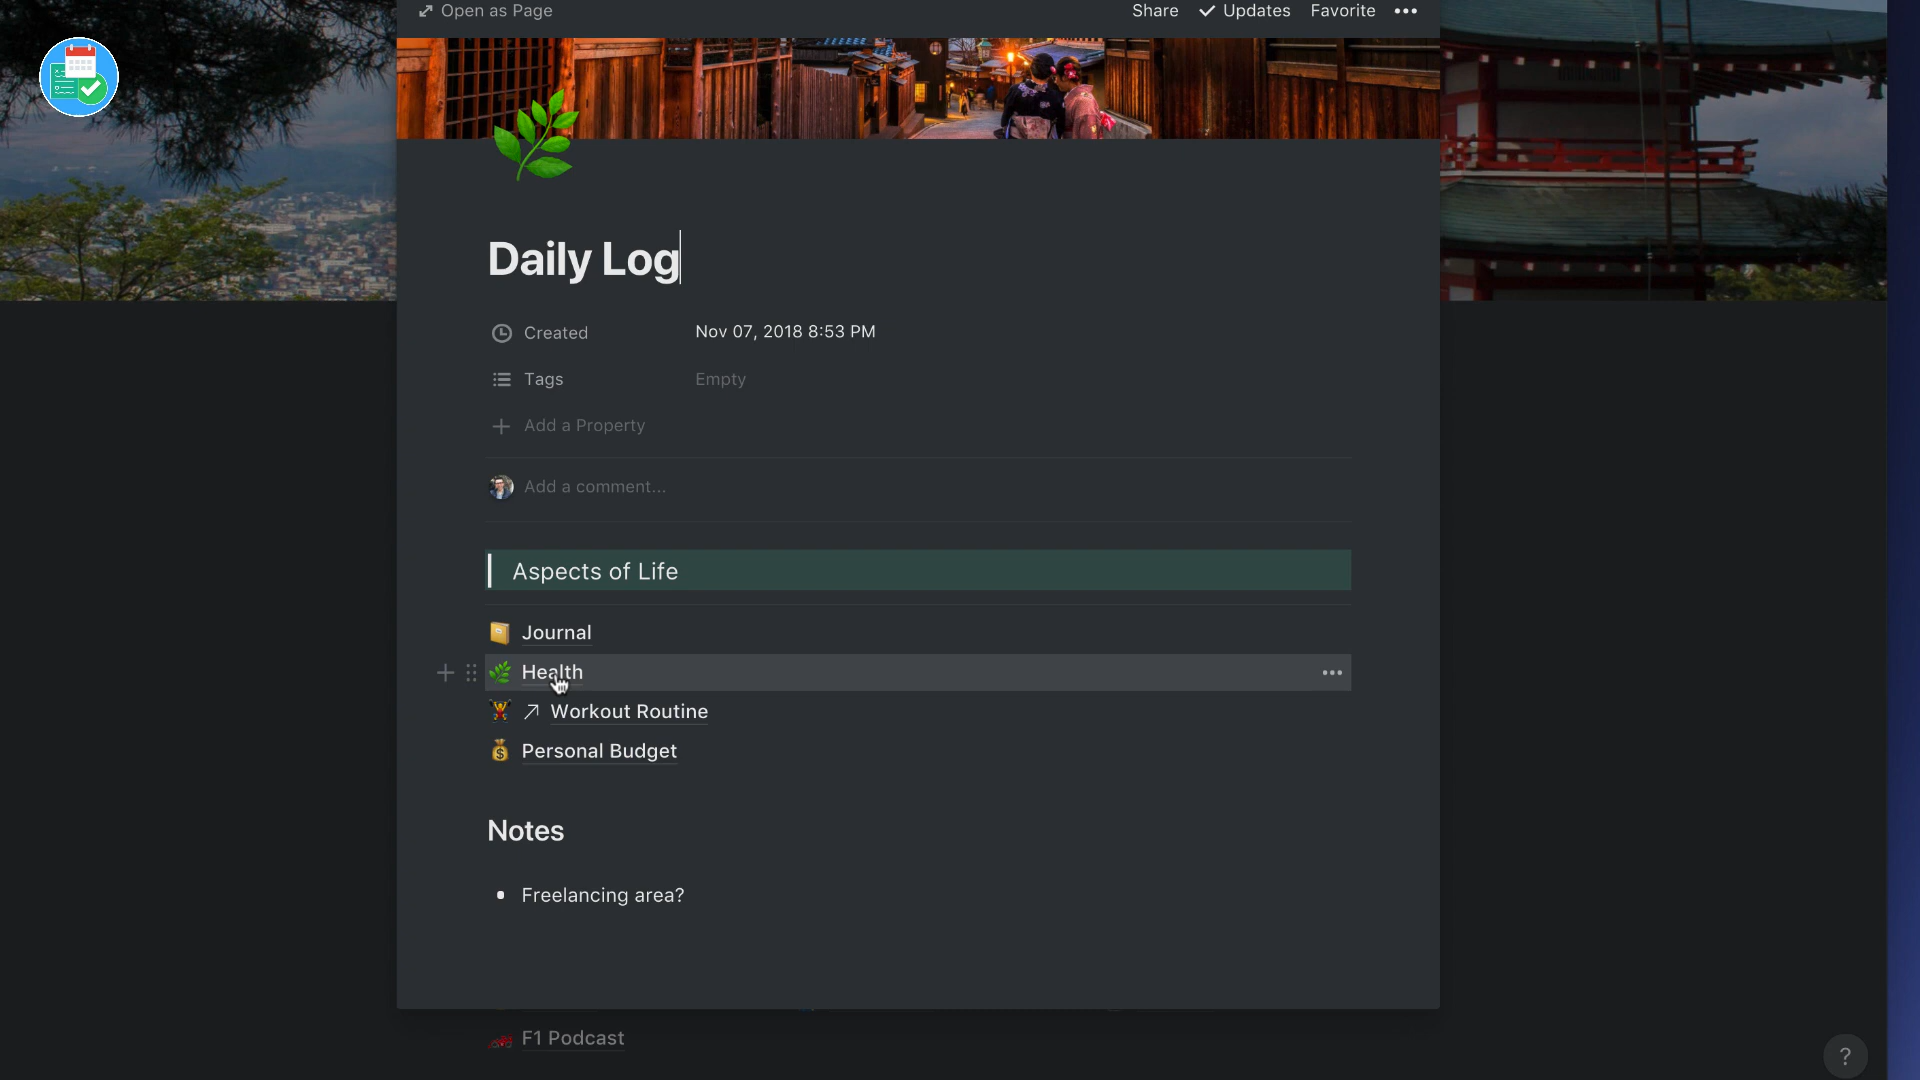 Open as Page
Share Updates Favorite
Daily Log
Created Nov 07, 2018 8:53 PM
Tags Empty
Add a Property
Add a comment...
Aspects of Life
Journal
Health
Workout Routine
Personal Budget
Notes
• Freelancing area?
F1 Podcast
?